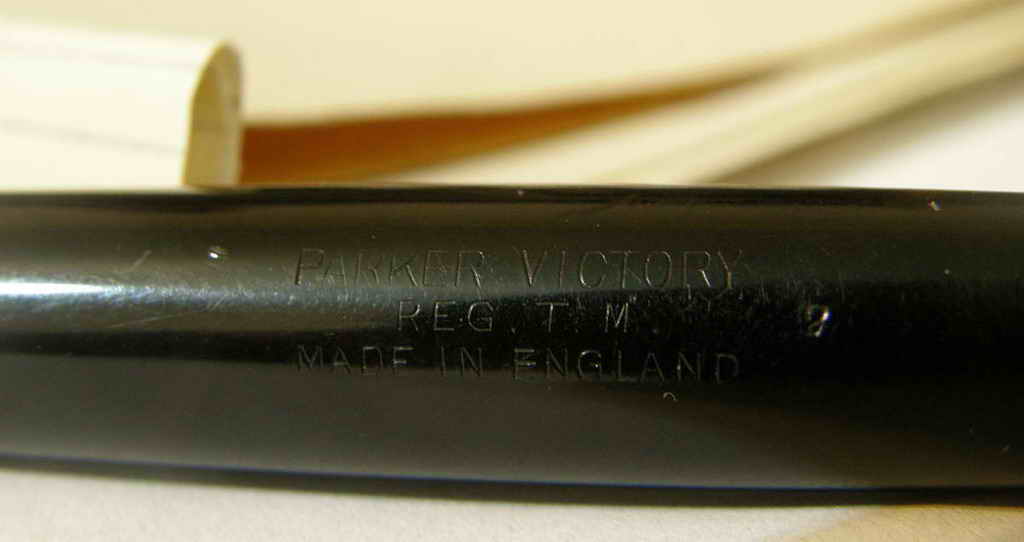 PARKER VICTORY
REG. T. M.
MADE IN ENGLAND